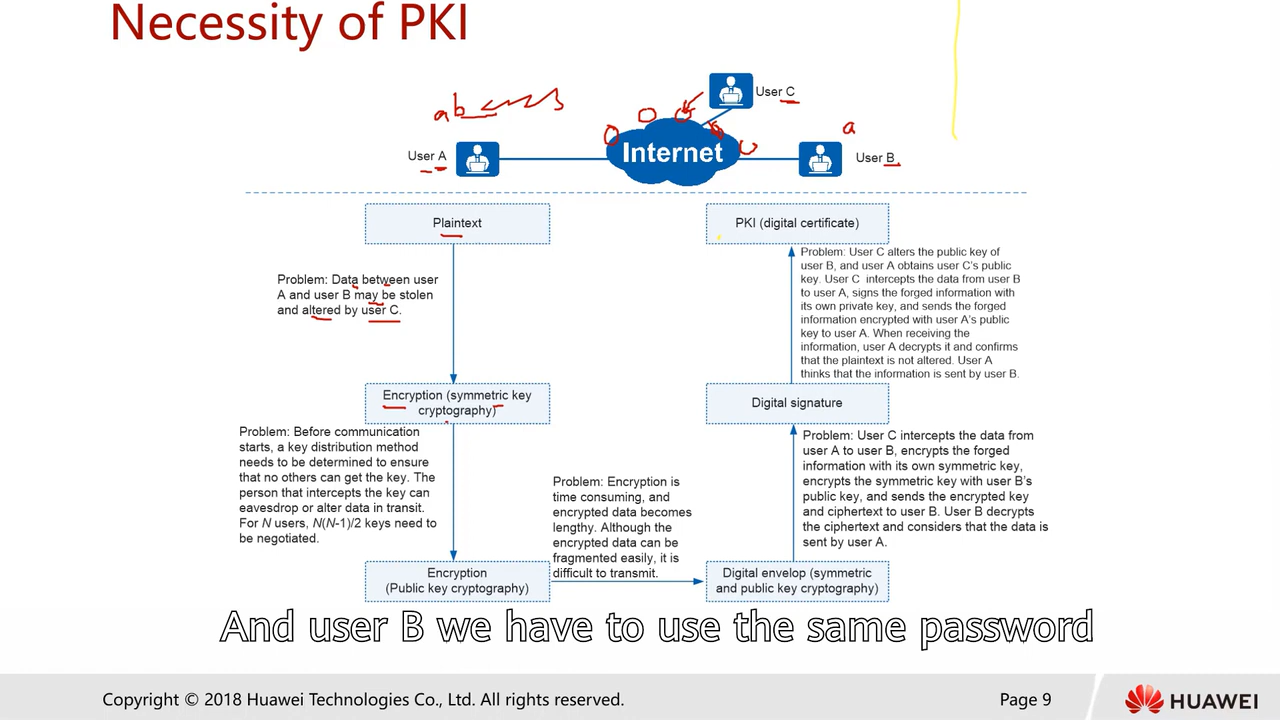 Necessity of PKI
User C
ab
a
Internet
User A
User B
Plaintext
PKI (digital certificate)
Problem: Data between user
A and user B may be stolen
and altered by user C.
Problem: User C alters the public key of
user B, and user A obtains user C's public
key. User C intercepts the data from user B
to user A, signs the forged information with
its own private key, and sends the forged
information encrypted with user A's public
key to user A. When receiving the
information, user A decrypts it and confirms
that the plaintext is not altered. User A
thinks that the information is sent by user B.
Encryption (symmetric key
cryptography)
Digital signature
Problem: Before communication
starts, a key distribution method
needs to be determined to ensure
that no others can get the key. The
person that intercepts the key can
eavesdrop or alter data in transit.
For N users, N(N-1)/2 keys need to
be negotiated.
Problem: Encryption is
time consuming, and
encrypted data becomes
lengthy. Although the
encrypted data can be
fragmented easily, it is
difficult to transmit.
Problem: User C intercepts the data from
user A to user B, encrypts the forged
information with its own symmetric key,
encrypts the symmetric key with user B's
public key, and sends the encrypted key
and ciphertext to user B. User B decrypts
the ciphertext and considers that the data is
sent by user A.
Encryption
(Public key cryptography)
Digital envelop (symmetric
and public key cryptography)
And user B we have to use the same password
Copyright © 2018 Huawei Technologies Co., Ltd. All rights reserved.
Page 9
HUAWEI